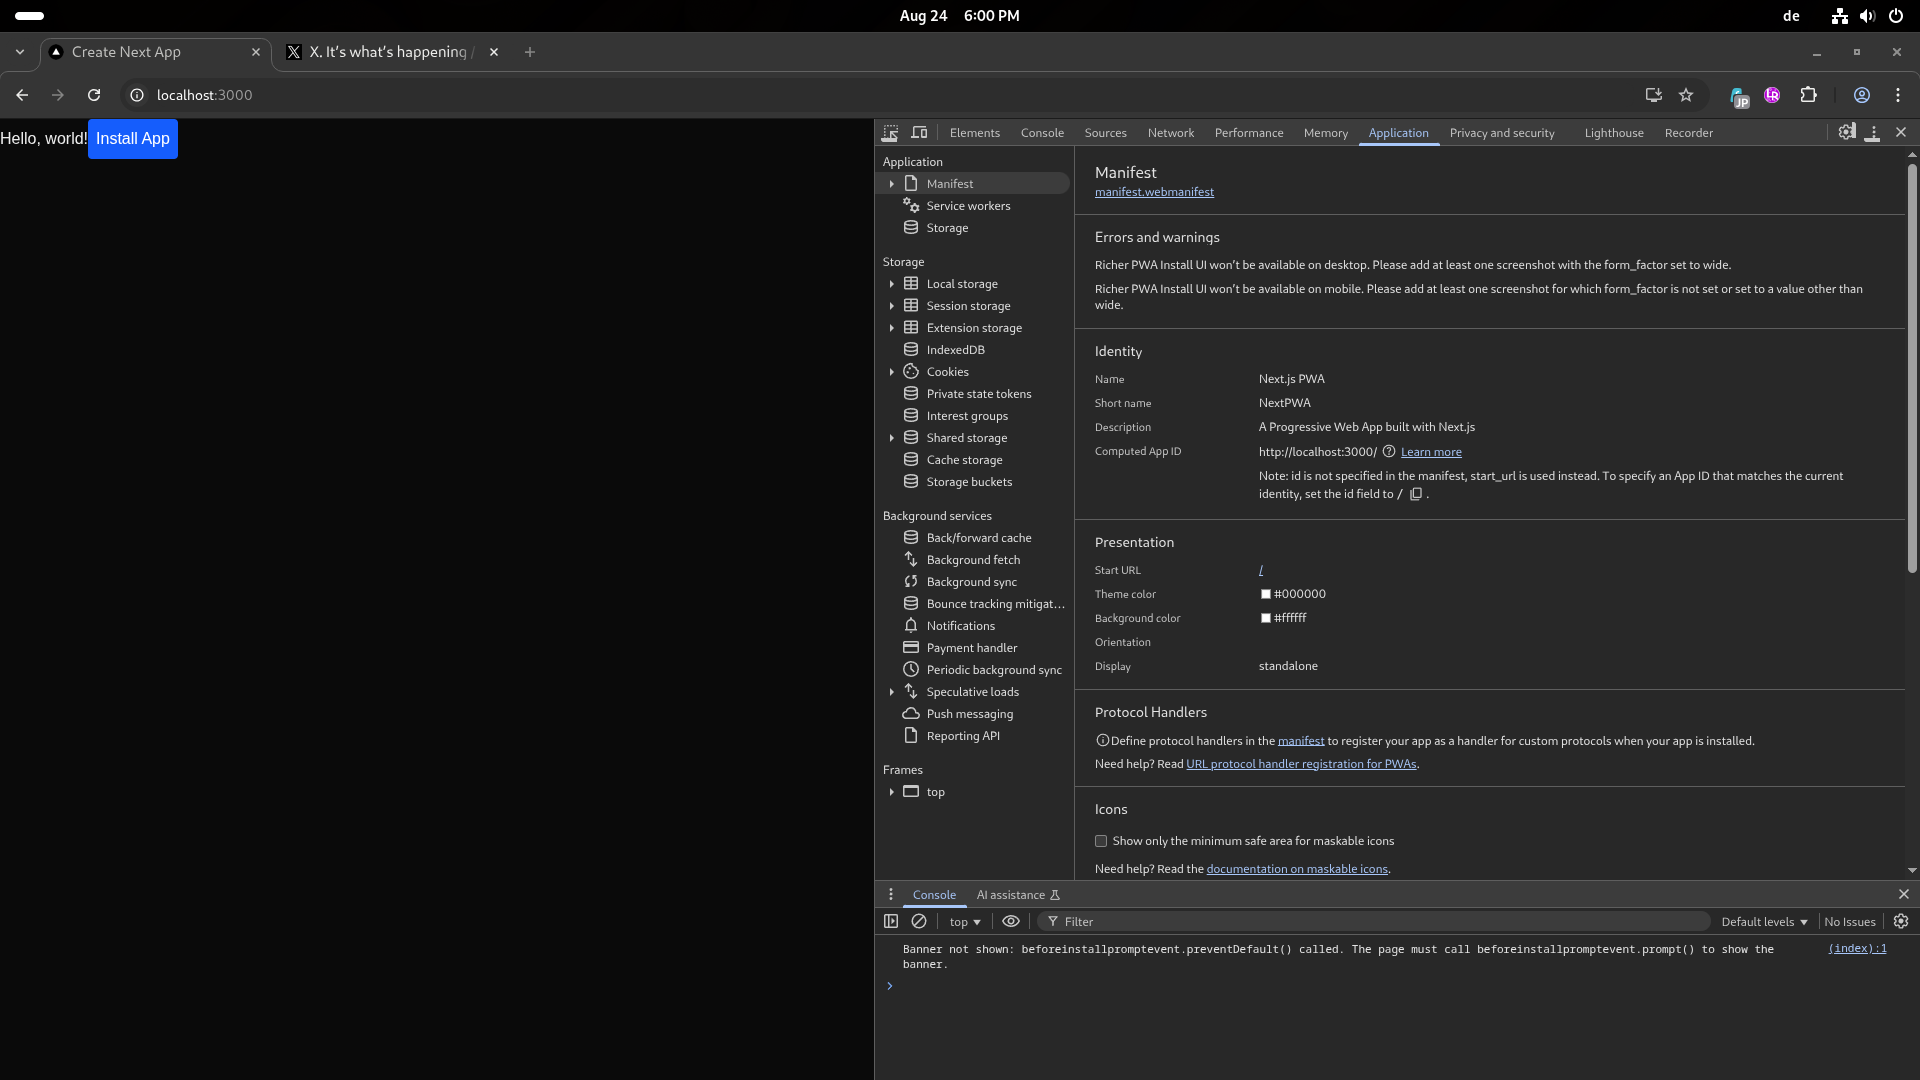 Aug 24 6:00 PM
de
Create Next App
X. It's what's happening /
localhost:3000
JP
Hello, world!
Install App
Elements Console Sources Network Performance Memory Application Privacy and security Lighthouse Recorder
Application
Manifest
Service workers
Storage
Storage
Local storage
Session storage
Extension storage
IndexedDB
Cookies
Private state tokens
Interest groups
Shared storage
Cache storage
Storage buckets
Background services
Back/forward cache
Background fetch
Background sync
Bounce tracking mitigat…
Notifications
Payment handler
Periodic background sync
Speculative loads
Push messaging
Reporting API
Frames
top
Manifest
manifest.webmanifest
Errors and warnings
Richer PWA Install UI won't be available on desktop. Please add at least one screenshot with the form_factor set to wide.
Richer PWA Install UI won't be available on mobile. Please add at least one screenshot for which form_factor is not set or set to a value other than
wide.
Identity
Name Next.js PWA
Short name NextPWA
Description A Progressive Web App built with Next.js
Computed App ID http://localhost:3000/ Learn more
Note: id is not specified in the manifest, start_url is used instead. To specify an App ID that matches the current
identity, set the id field to / .
Presentation
Start URL /
Theme color #000000
Background color #ffffff
Orientation
Display standalone
Protocol Handlers
Define protocol handlers in the manifest to register your app as a handler for custom protocols when your app is installed.
Need help? Read URL protocol handler registration for PWAs.
Icons
Show only the minimum safe area for maskable icons
Need help? Read the documentation on maskable icons.
Console AI assistance
top Filter Default levels No Issues
Banner not shown: beforeinstallpromptevent.preventDefault() called. The page must call beforeinstallpromptevent.prompt() to show the (index):1
banner.